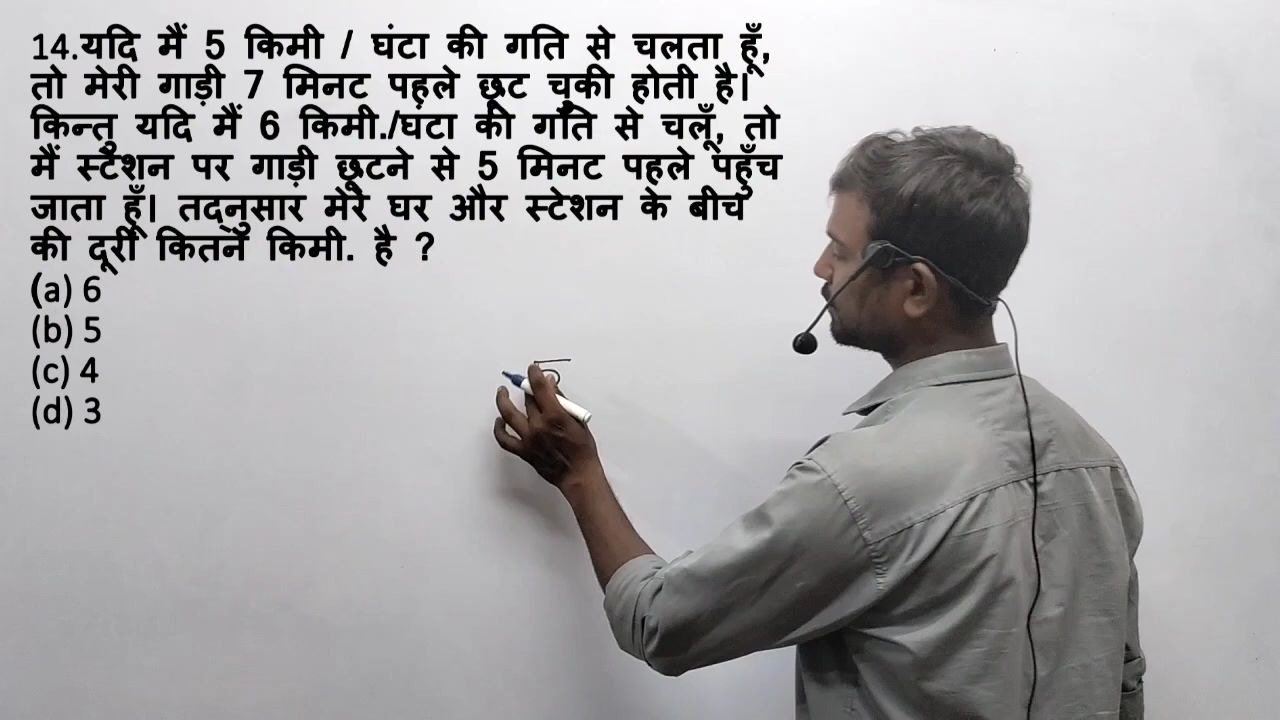 14.यदि मैं 5 किमी / घंटा की गति से चलता हूँ,
तो मेरी गाड़ी 7 मिनट पहले छूट चुकी होती है।
किन्तु यदि मैं 6 किमी./घंटा की गति से चलूँ, तो
मैं स्टेशन पर गाड़ी छूटने से 5 मिनट पहले पहुँच
जाता हूँ। तद्नुसार मेरे घर और स्टेशन के बीच
की दूरी कितने किमी. है ?
(a) 6
(b) 5
(c) 4
(d) 3